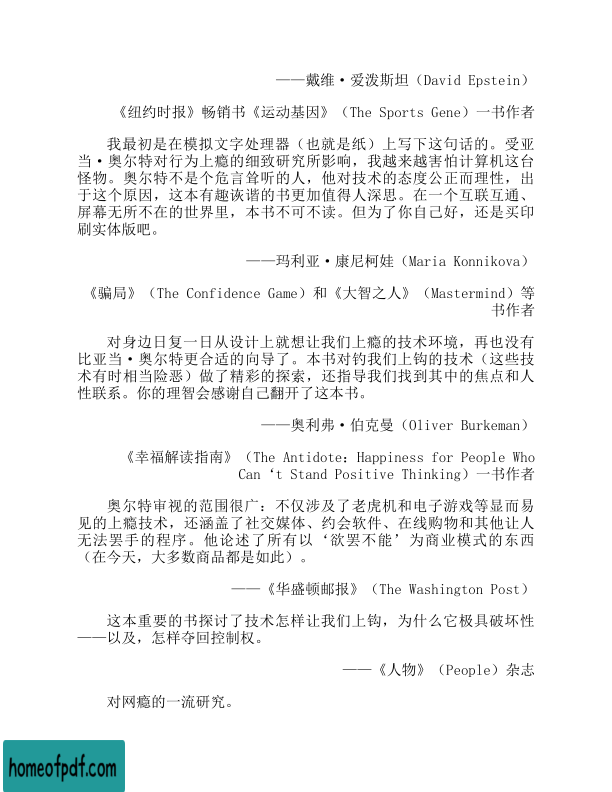 ——戴维·爱泼斯坦（David Epstein）
《纽约时报》畅销书《运动基因》（The Sports Gene）一书作者
我最初是在模拟文字处理器（也就是纸）上写下这句话的。受亚
当·奥尔特对行为上瘾的细致研究所影响，我越来越害怕计算机这台
怪物。奥尔特不是个危言耸听的人，他对技术的态度公正而理性，出
于这个原因，这本有趣诙谐的书更加值得人深思。在一个互联互通、
屏幕无所不在的世界里，本书不可不读。但为了你自己好，还是买印
刷实体版吧。
——玛利亚·康尼柯娃（Maria Konnikova）
《骗局》（The Confidence Game）和《大智之人》（Mastermind）等
书作者
对身边日复一日从设计上就想让我们上瘾的技术环境，再也没有
比亚当·奥尔特更合适的向导了。本书对钓我们上钩的技术（这些技
术有时相当险恶）做了精彩的探索，还指导我们找到其中的焦点和人
性联系。你的理智会感谢自己翻开了这本书。
——奥利弗·伯克曼（Oliver Burkeman）
《幸福解读指南》（The Antidote：Happiness for People Who
Can‘t Stand Positive Thinking）一书作者
奥尔特审视的范围很广：不仅涉及了老虎机和电子游戏等显而易
见的上瘾技术，还涵盖了社交媒体、约会软件、在线购物和其他让人
无法罢手的程序。他论述了所有以‘欲罢不能’为商业模式的东西
（在今天，大多数商品都是如此）。
——《华盛顿邮报》（The Washington Post）
这本重要的书探讨了技术怎样让我们上钩，为什么它极具破坏性
——以及，怎样夺回控制权。
——《人物》（People）杂志
对网瘾的一流研究。
homeofpdf.com